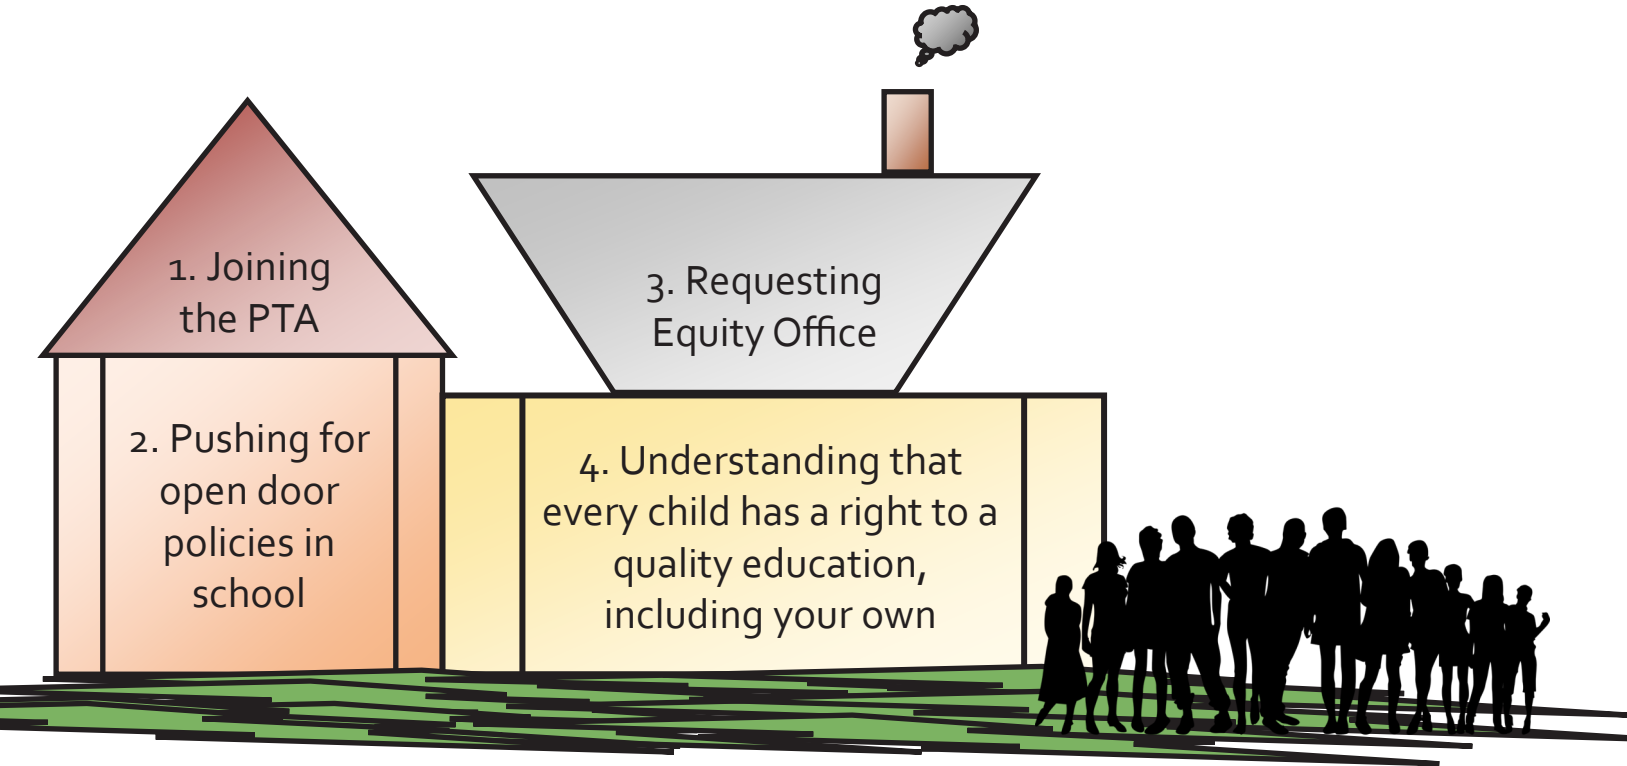 1. Joining
the PTA
2. Pushing for
open door
policies in
school
3. Requesting
Equity Office
4. Understanding that
every child has a right to a
quality education,
including your own